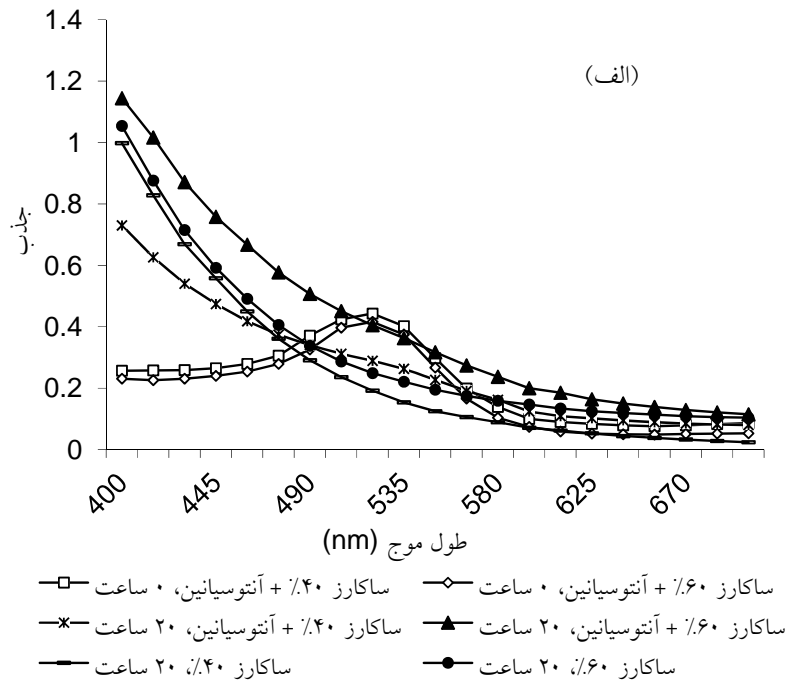 (الف)
جذب
1.4
1.2
1
0.8
0.6
0.4
0.2
0
400
445
490
535
580
625
670
طول موج (nm)
ساکارز ۴۰٪ + آنتوسیانین، ۰ ساعت
ساکارز ۶۰٪ + آنتوسیانین، ۰ ساعت
ساکارز ۴۰٪ + آنتوسیانین، ۲۰ ساعت
ساکارز ۶۰٪ + آنتوسیانین، ۲۰ ساعت
ساکارز ۴۰٪، ۲۰ ساعت
ساکارز ۶۰٪، ۲۰ ساعت